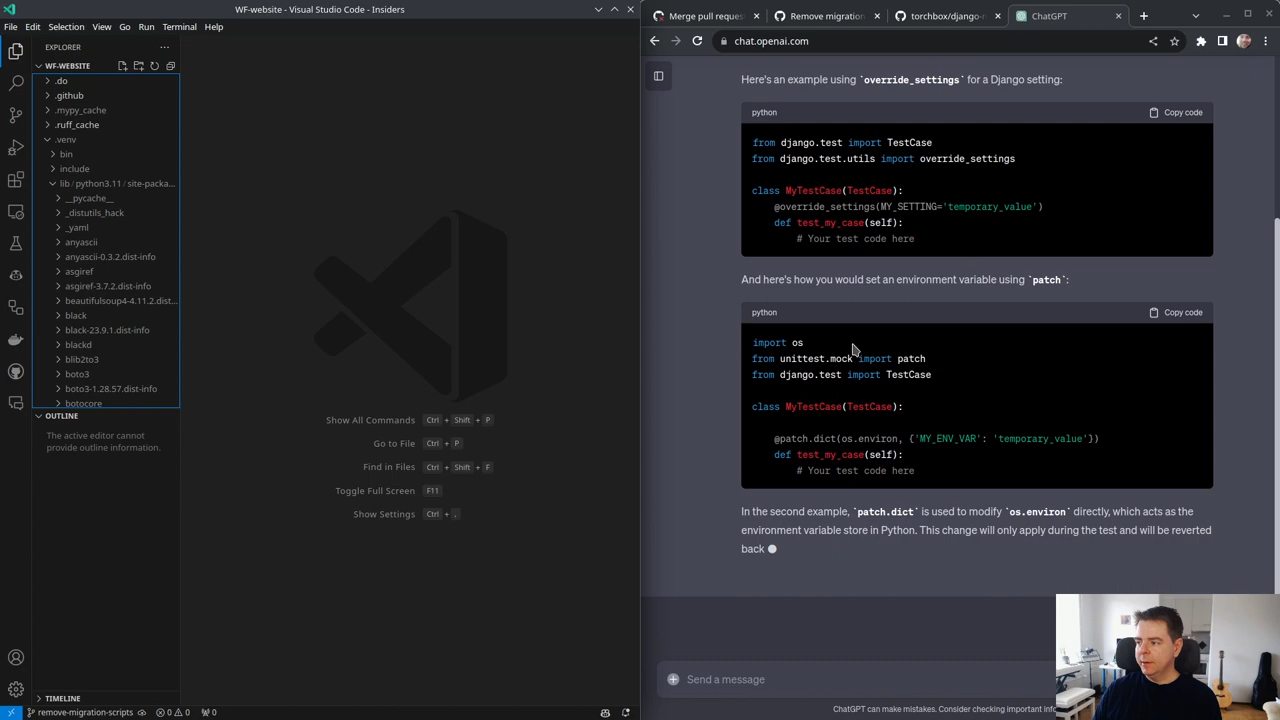 WF-website - Visual Studio Code - Insiders
File Edit Selection View Go Run Terminal Help
EXPLORER
WF-WEBSITE
.do
.github
.mypy_cache
.ruff_cache
.venv
bin
include
lib / python3.11 / site-packa...
__pycache__
_distutils_hack
_yaml
anyascii
anyascii-0.3.2.dist-info
asgiref
asgiref-3.7.2.dist-info
beautifulsoup4-4.11.2.dist...
black
black-23.9.1.dist-info
blackd
blib2to3
boto3
boto3-1.28.57.dist-info
botocore
OUTLINE
The active editor cannot
provide outline information.
TIMELINE
remove-migration-scripts
0 0 0
Show All Commands Ctrl + Shift + P
Go to File Ctrl + P
Find in Files Ctrl + Shift + F
Toggle Full Screen F11
Show Settings Ctrl + ,
Merge pull reques
Remove migration
torchbox/django-r
ChatGPT
chat.openai.com
Here's an example using `override_settings` for a Django setting:
python Copy code
from django.test import TestCase
from django.test.utils import override_settings
class MyTestCase(TestCase):
@override_settings(MY_SETTING='temporary_value')
def test_my_case(self):
# Your test code here
And here's how you would set an environment variable using `patch`:
python Copy code
import os
from unittest.mock import patch
from django.test import TestCase
class MyTestCase(TestCase):
@patch.dict(os.environ, {'MY_ENV_VAR': 'temporary_value'})
def test_my_case(self):
# Your test code here
In the second example, `patch.dict` is used to modify `os.environ` directly, which acts as the
environment variable store in Python. This change will only apply during the test and will be reverted
back
Send a message
ChatGPT can make mistakes. Consider checking important info